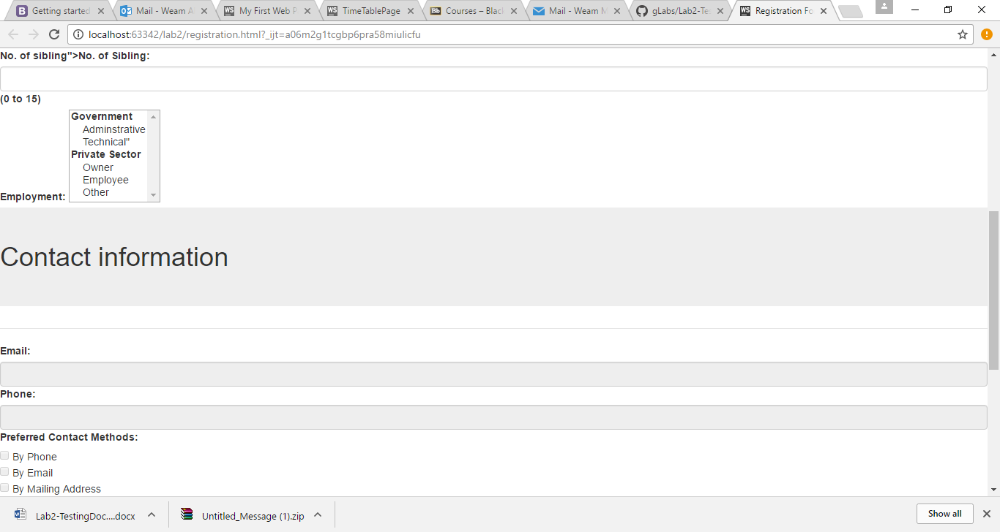 Getting started
Mail - Weam A
My First Web P
TimeTablePage
Courses – Blac
Mail - Weam M
gLabs/Lab2-Te
Registration Fo
localhost:63342/lab2/registration.html?_ijt=a06m2g1tcgbp6pra58miulicfu
No. of sibling">No. of Sibling:
(0 to 15)
Government
Adminstrative
Technical"
Private Sector
Owner
Employee
Other
Employment:
Contact information
Email:
Phone:
Preferred Contact Methods:
By Phone
By Email
By Mailing Address
Lab2-TestingDoc....docx
Untitled_Message (1).zip
Show all